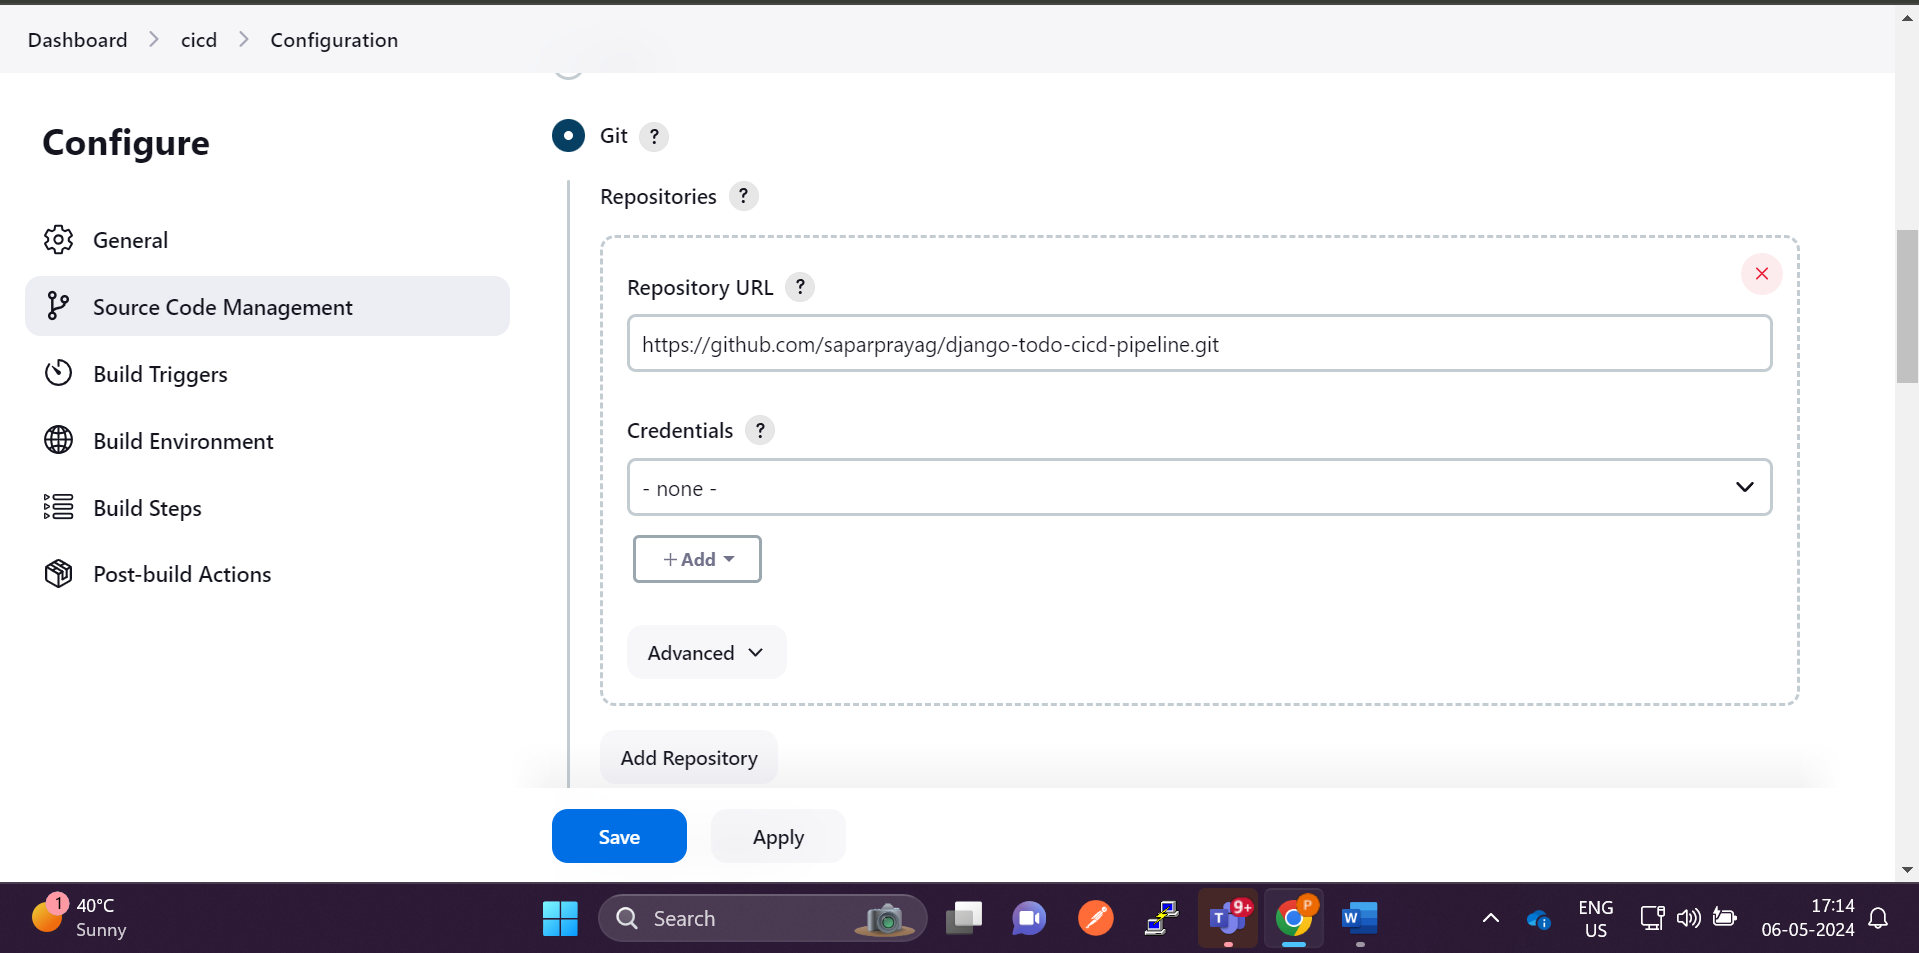 Dashboard > cicd > Configuration
Configure
General
Source Code Management
Build Triggers
Build Environment
Build Steps
Post-build Actions
Git ?
Repositories ?
Repository URL ?
https://github.com/saparprayag/django-todo-cicd-pipeline.git
Credentials ?
- none -
+ Add
Advanced
Add Repository
Save Apply
1
40°C
Sunny
Search
T 9+
P
W
ENG
US
17:14
06-05-2024